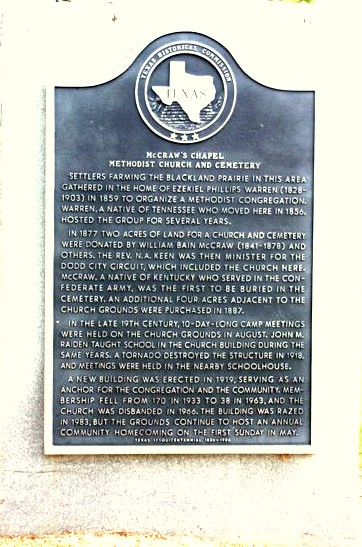 TEXAS HISTORICAL COMMISSION
TEXAS
McCRAW'S CHAPEL
METHODIST CHURCH AND CEMETERY
SETTLERS FARMING THE BLACKLAND PRAIRIE IN THIS AREA
GATHERED IN THE HOME OF EZEKIEL PHILLIPS WARREN (1828-
1903) IN 1859 TO ORGANIZE A METHODIST CONGREGATION.
WARREN, A NATIVE OF TENNESSEE WHO MOVED HERE IN 1856,
HOSTED THE GROUP FOR SEVERAL YEARS.
IN 1877 TWO ACRES OF LAND FOR A CHURCH AND CEMETERY
WERE DONATED BY WILLIAM BAIN McCRAW (1841-1878) AND
OTHERS. THE REV. N.A. KEEN WAS THEN MINISTER FOR THE
DODD CITY CIRCUIT, WHICH INCLUDED THE CHURCH HERE.
McCRAW, A NATIVE OF KENTUCKY WHO SERVED IN THE CON-
FEDERATE ARMY, WAS THE FIRST TO BE BURIED IN THE
CEMETERY. AN ADDITIONAL FOUR ACRES ADJACENT TO THE
CHURCH GROUNDS WERE PURCHASED IN 1887.
IN THE LATE 19TH CENTURY, 10-DAY-LONG CAMP MEETINGS
WERE HELD ON THE CHURCH GROUNDS IN AUGUST. JOHN M.
RAIDEN TAUGHT SCHOOL IN THE CHURCH BUILDING DURING THE
SAME YEARS. A TORNADO DESTROYED THE STRUCTURE IN 1918,
AND MEETINGS WERE HELD IN THE NEARBY SCHOOLHOUSE.
A NEW BUILDING WAS ERECTED IN 1919, SERVING AS AN
ANCHOR FOR THE CONGREGATION AND THE COMMUNITY. MEM-
BERSHIP FELL FROM 170 IN 1933 TO 38 IN 1963, AND THE
CHURCH WAS DISBANDED IN 1966. THE BUILDING WAS RAZED
IN 1983, BUT THE GROUNDS CONTINUE TO HOST AN ANNUAL
COMMUNITY HOMECOMING ON THE FIRST SUNDAY IN MAY.
TEXAS SESQUICENTENNIAL 1836-1986